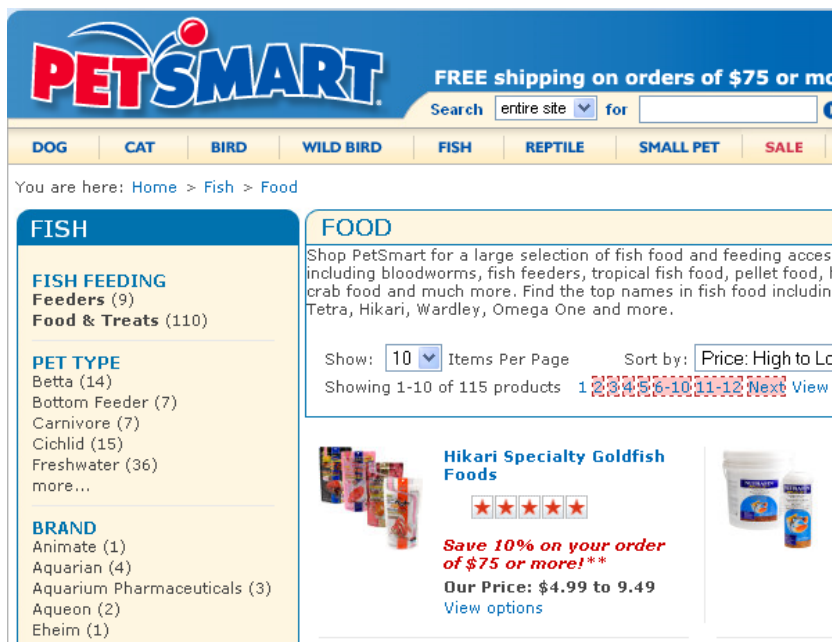 PETSMART
FREE shipping on orders of $75 or mo
Search entire site for
DOG CAT BIRD WILD BIRD FISH REPTILE SMALL PET SALE
You are here: Home > Fish > Food
FISH
FISH FEEDING
Feeders (9)
Food & Treats (110)
PET TYPE
Betta (14)
Bottom Feeder (7)
Carnivore (7)
Cichlid (15)
Freshwater (36)
more...
BRAND
Animate (1)
Aquarian (4)
Aquarium Pharmaceuticals (3)
Aqueon (2)
Eheim (1)
FOOD
Shop PetSmart for a large selection of fish food and feeding acces
including bloodworms, fish feeders, tropical fish food, pellet food, h
crab food and much more. Find the top names in fish food includin
Tetra, Hikari, Wardley, Omega One and more.
Show: 10 Items Per Page Sort by: Price: High to Lo
Showing 1-10 of 115 products 1 2 3 4 5 6-10 11-12 Next View
Hikari Specialty Goldfish
Foods
Save 10% on your order
of $75 or more!**
Our Price: $4.99 to 9.49
View options